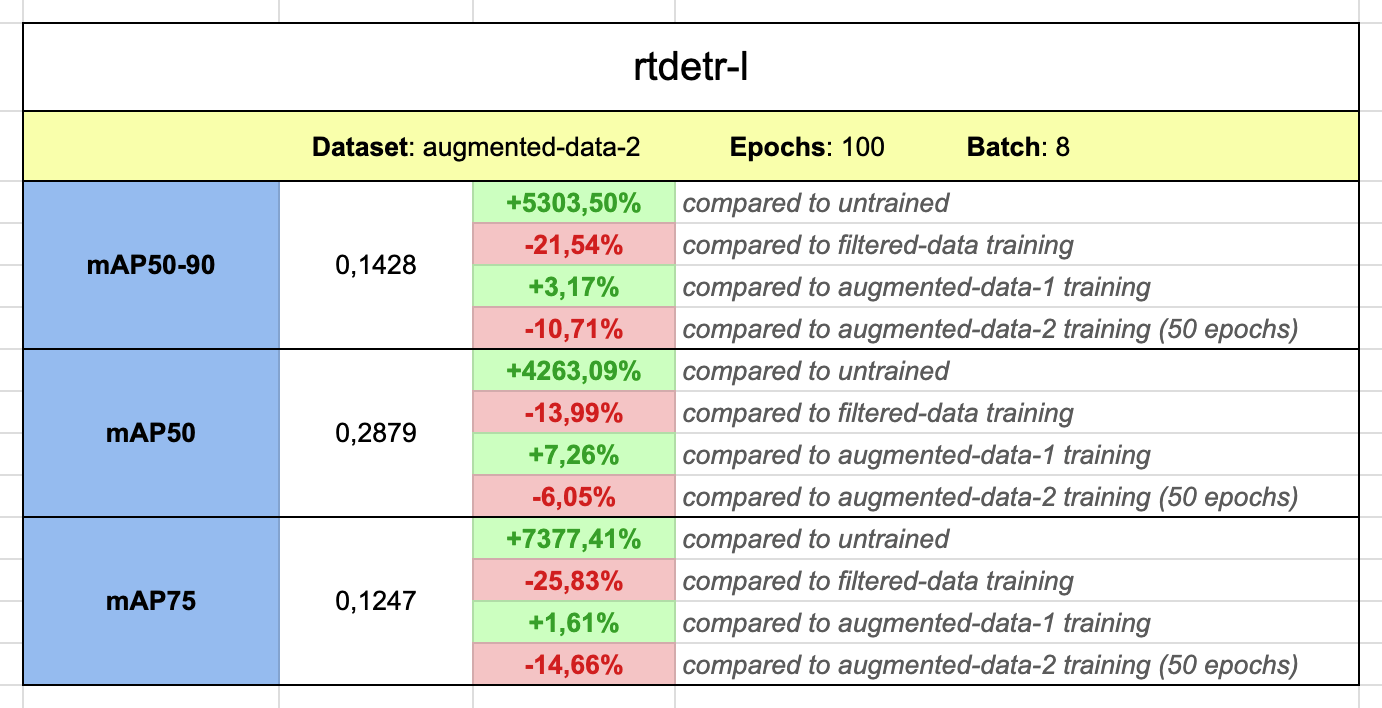 rtdetr-l
Dataset: augmented-data-2 Epochs: 100 Batch: 8
mAP50-90 0,1428
+5303,50% compared to untrained
-21,54% compared to filtered-data training
+3,17% compared to augmented-data-1 training
-10,71% compared to augmented-data-2 training (50 epochs)
mAP50 0,2879
+4263,09% compared to untrained
-13,99% compared to filtered-data training
+7,26% compared to augmented-data-1 training
-6,05% compared to augmented-data-2 training (50 epochs)
mAP75 0,1247
+7377,41% compared to untrained
-25,83% compared to filtered-data training
+1,61% compared to augmented-data-1 training
-14,66% compared to augmented-data-2 training (50 epochs)